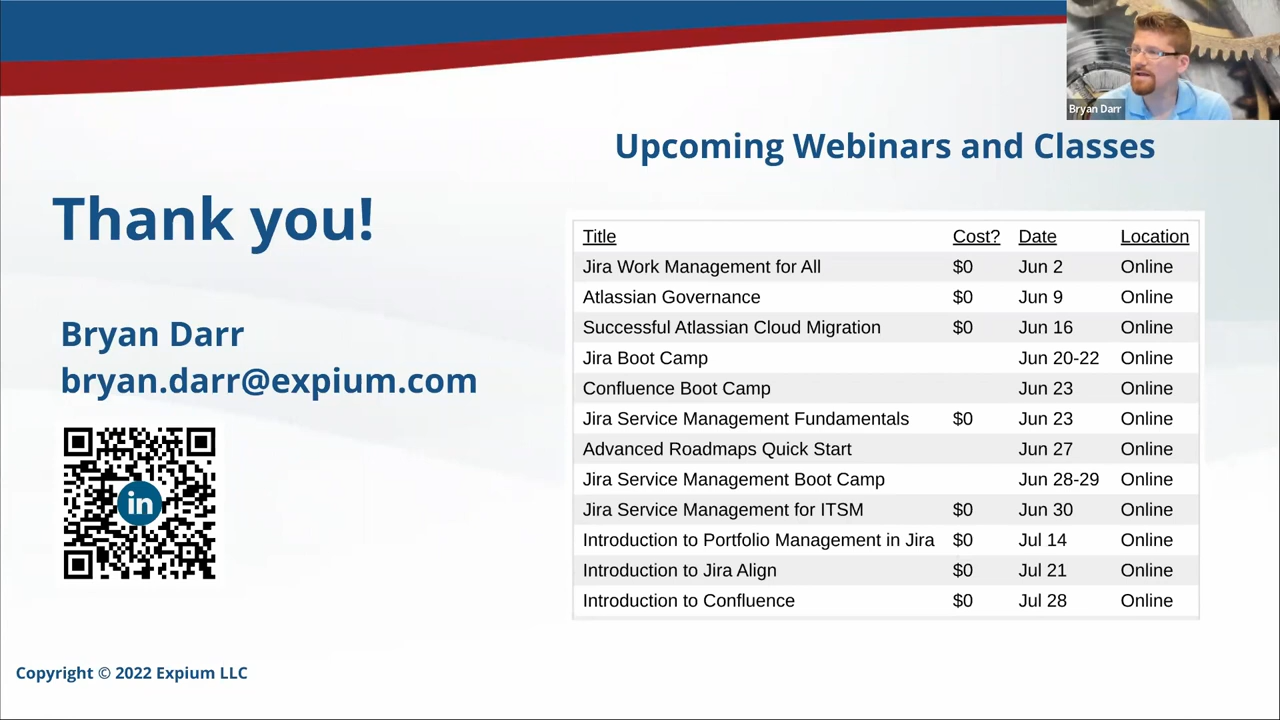 Bryan Darr
Upcoming Webinars and Classes
Thank you!
Bryan Darr
bryan.darr@expium.com
in
Title Cost? Date Location
Jira Work Management for All $0 Jun 2 Online
Atlassian Governance $0 Jun 9 Online
Successful Atlassian Cloud Migration $0 Jun 16 Online
Jira Boot Camp Jun 20-22 Online
Confluence Boot Camp Jun 23 Online
Jira Service Management Fundamentals $0 Jun 23 Online
Advanced Roadmaps Quick Start Jun 27 Online
Jira Service Management Boot Camp Jun 28-29 Online
Jira Service Management for ITSM $0 Jun 30 Online
Introduction to Portfolio Management in Jira $0 Jul 14 Online
Introduction to Jira Align $0 Jul 21 Online
Introduction to Confluence $0 Jul 28 Online
Copyright © 2022 Expium LLC